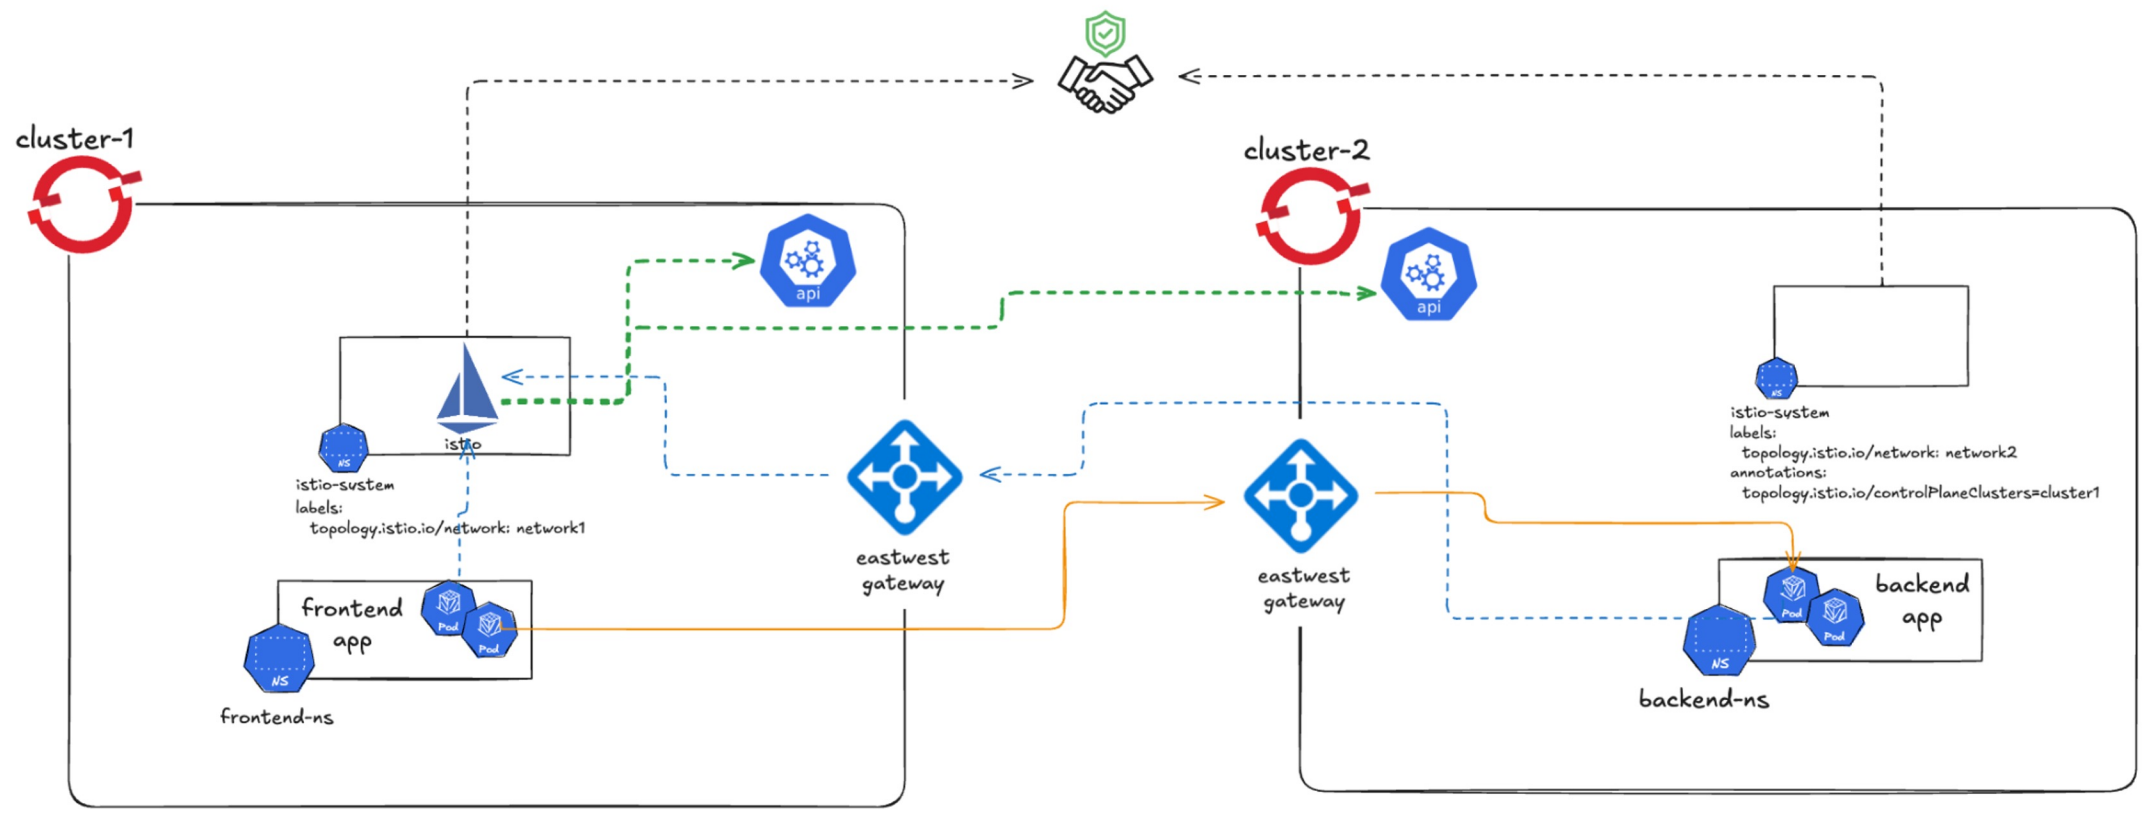 cluster-1
api
istio
NS
istio-system
labels:
topology.istio.io/network: network1
frontend
app
Pod
Pod
NS
frontend-ns
eastwest
gateway
cluster-2
api
eastwest
gateway
NS
istio-system
labels:
topology.istio.io/network: network2
annotations:
topology.istio.io/controlPlaneClusters=cluster1
Pod
Pod
backend
app
NS
backend-ns